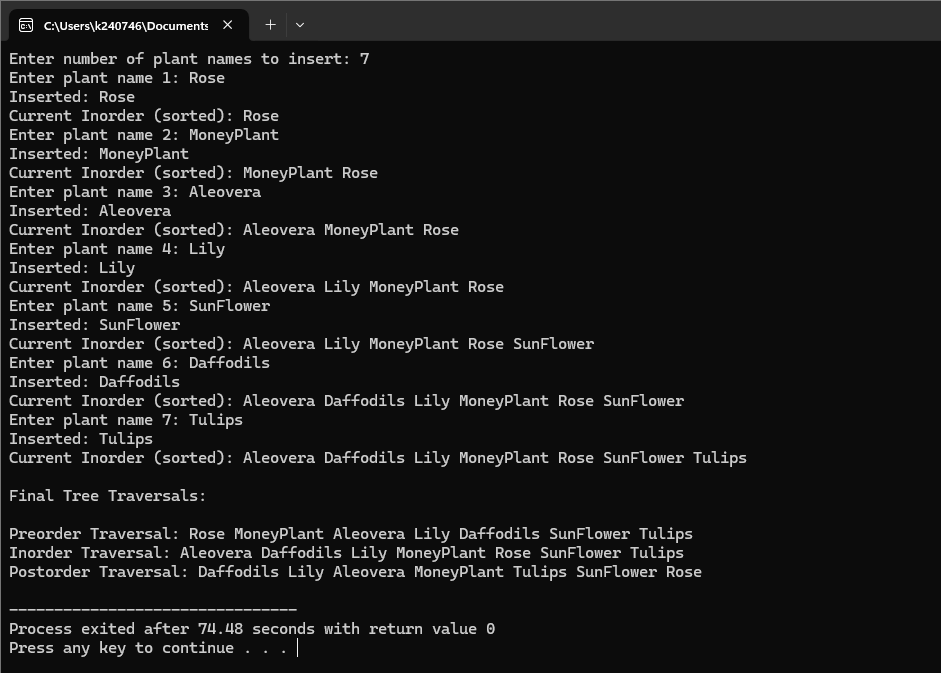 C:\Users\k240746\Documents
Enter number of plant names to insert: 7
Enter plant name 1: Rose
Inserted: Rose
Current Inorder (sorted): Rose
Enter plant name 2: MoneyPlant
Inserted: MoneyPlant
Current Inorder (sorted): MoneyPlant Rose
Enter plant name 3: Aleovera
Inserted: Aleovera
Current Inorder (sorted): Aleovera MoneyPlant Rose
Enter plant name 4: Lily
Inserted: Lily
Current Inorder (sorted): Aleovera Lily MoneyPlant Rose
Enter plant name 5: SunFlower
Inserted: SunFlower
Current Inorder (sorted): Aleovera Lily MoneyPlant Rose SunFlower
Enter plant name 6: Daffodils
Inserted: Daffodils
Current Inorder (sorted): Aleovera Daffodils Lily MoneyPlant Rose SunFlower
Enter plant name 7: Tulips
Inserted: Tulips
Current Inorder (sorted): Aleovera Daffodils Lily MoneyPlant Rose SunFlower Tulips
Final Tree Traversals:
Preorder Traversal: Rose MoneyPlant Aleovera Lily Daffodils SunFlower Tulips
Inorder Traversal: Aleovera Daffodils Lily MoneyPlant Rose SunFlower Tulips
Postorder Traversal: Daffodils Lily Aleovera MoneyPlant Tulips SunFlower Rose
--------------------------------
Process exited after 74.48 seconds with return value 0
Press any key to continue . . .